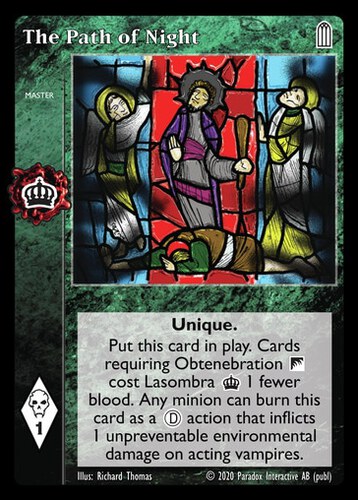 The Path of Night
MASTER
Unique.
Put this card in play. Cards
requiring Obtenebration
cost Lasombra 1 fewer
blood. Any minion can burn this
card as a D action that inflicts
1 unpreventable environmental
damage on acting vampires.
1
Illus: Richard Thomas © 2020 Paradox Interactive AB (publ)